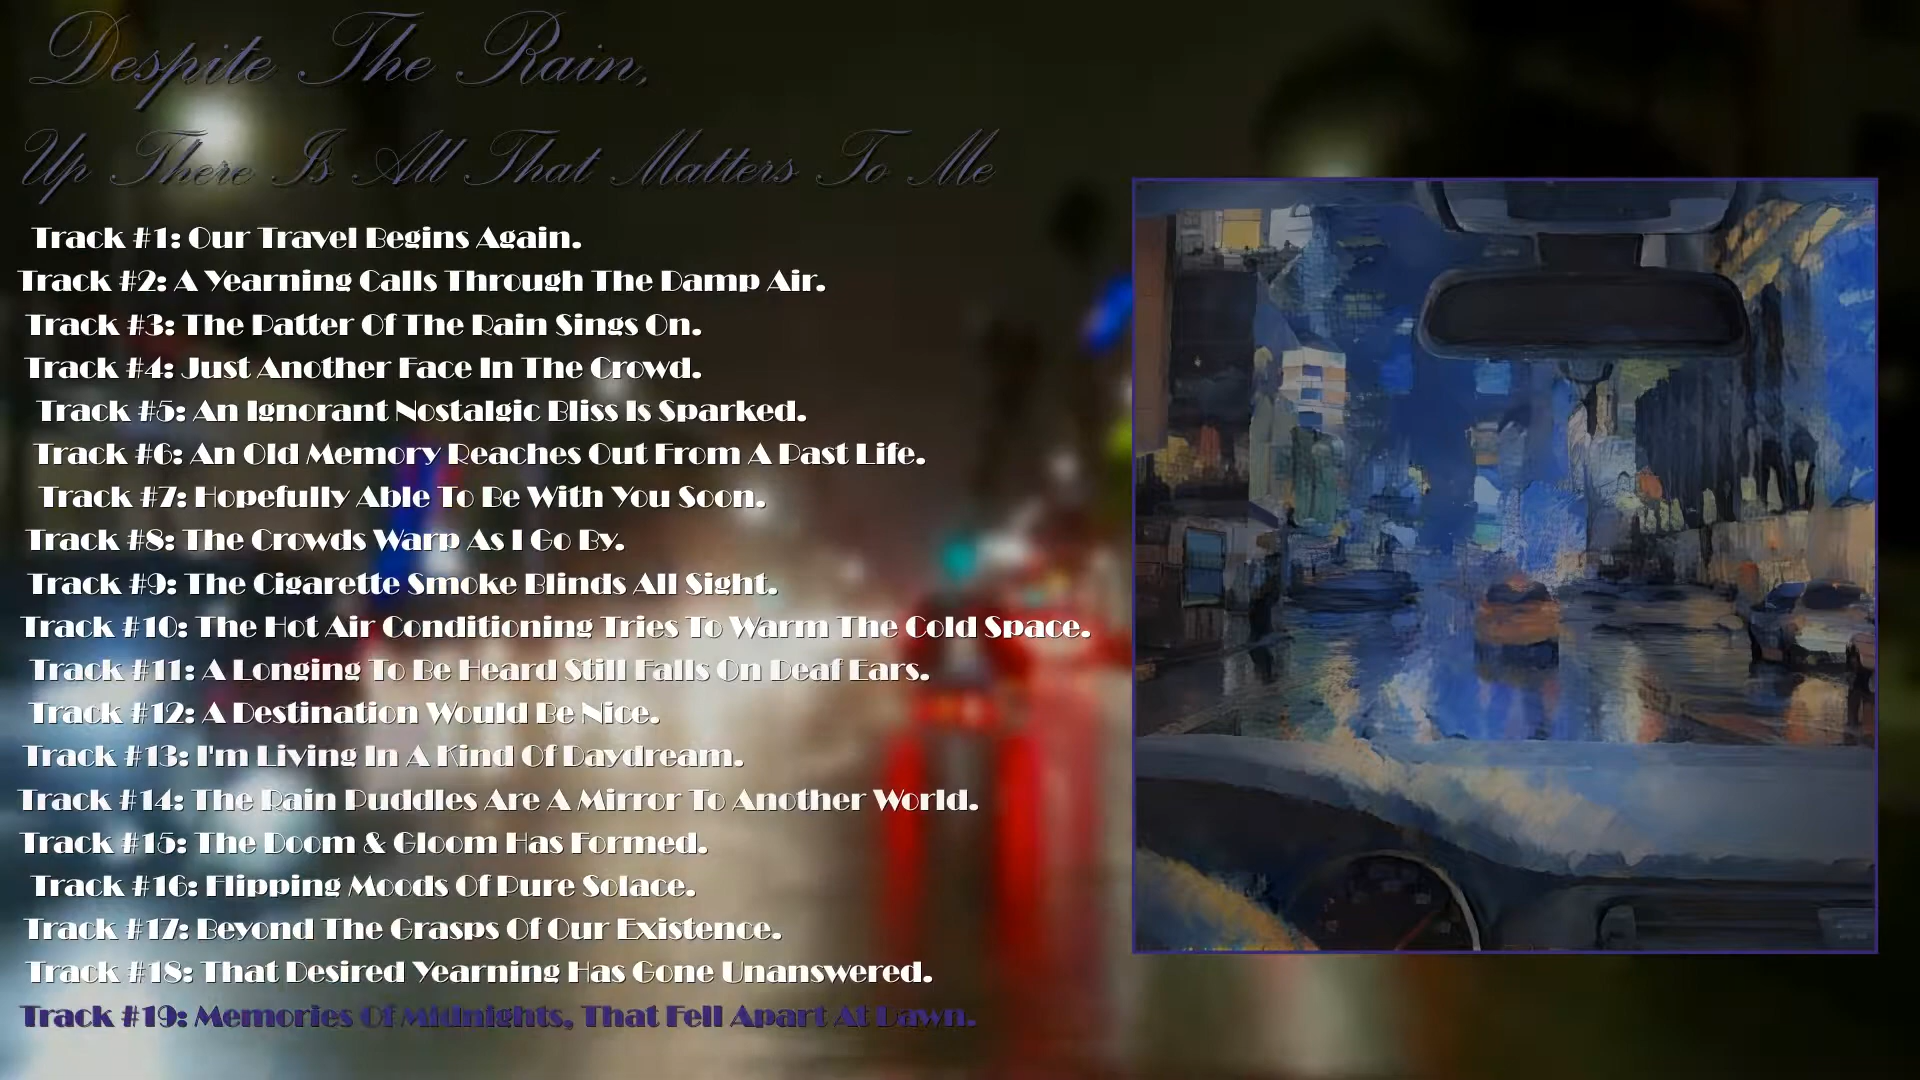 Despite The Rain,
Up There Is All That Matters To Me
Track #1: Our Travel Begins Again.
Track #2: A Yearning Calls Through The Damp Air.
Track #3: The Patter Of The Rain Sings On.
Track #4: Just Another Face In The Crowd.
Track #5: An Ignorant Nostalgic Bliss Is Sparked.
Track #6: An Old Memory Reaches Out From A Past Life.
Track #7: Hopefully Able To Be With You Soon.
Track #8: The Crowds Warp As I Go By.
Track #9: The Cigarette Smoke Blinds All Sight.
Track #10: The Hot Air Conditioning Tries To Warm The Cold Space.
Track #11: A Longing To Be Heard Still Falls On Deaf Ears.
Track #12: A Destination Would Be Nice.
Track #13: I'm Living In A Kind Of Daydream.
Track #14: The Rain Puddles Are A Mirror To Another World.
Track #15: The Doom & Gloom Has Formed.
Track #16: Flipping Moods Of Pure Solace.
Track #17: Beyond The Grasps Of Our Existence.
Track #18: That Desired Yearning Has Gone Unanswered.
Track #19: Memories Of Midnights, That Fell Apart At Dawn.